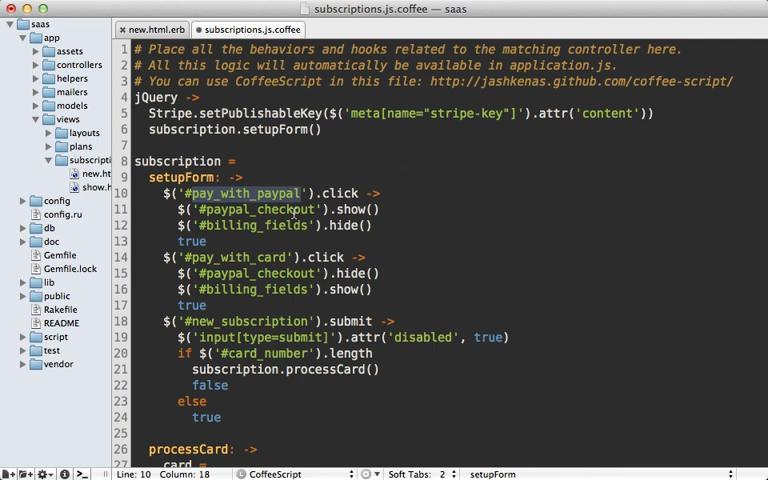 subscriptions.js.coffee — saas
saas
app
assets
controllers
helpers
mailers
models
views
layouts
plans
subscripti
new.ht
show.h
config
config.ru
db
doc
Gemfile
Gemfile.lock
lib
public
Rakefile
README
script
test
vendor
new.html.erb
subscriptions.js.coffee
1 # Place all the behaviors and hooks related to the matching controller here.
2 # All this logic will automatically be available in application.js.
3 # You can use CoffeeScript in this file: http://jashkenas.github.com/coffee-script/
4 jQuery ->
5 Stripe.setPublishableKey($('meta[name="stripe-key"]').attr('content'))
6 subscription.setupForm()
7
8 subscription =
9 setupForm: ->
10 $('#pay_with_paypal').click ->
11 $('#paypal_checkout').show()
12 $('#billing_fields').hide()
13 true
14 $('#pay_with_card').click ->
15 $('#paypal_checkout').hide()
16 $('#billing_fields').show()
17 true
18 $('#new_subscription').submit ->
19 $('input[type=submit]').attr('disabled', true)
20 if $('#card_number').length
21 subscription.processCard()
22 false
23 else
24 true
25
26 processCard: ->
27 card =
Line: 10 Column: 18
CoffeeScript
Soft Tabs: 2
setupForm